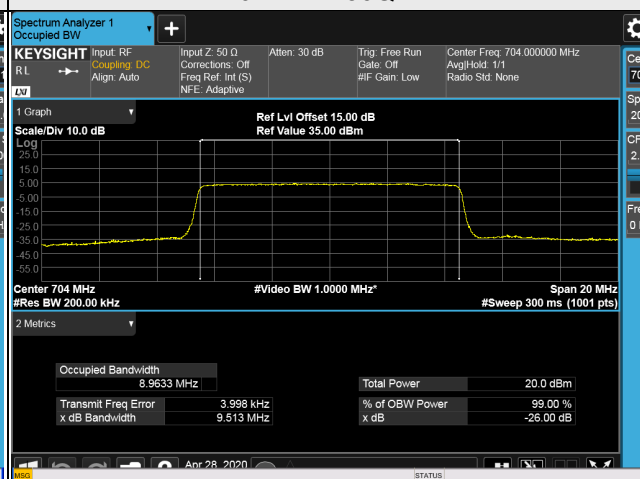 Spectrum Analyzer 1
Occupied BW
KEYSIGHT
RL
LXI
Input: RF
Coupling: DC
Align: Auto
Input Z: 50 Ω
Corrections: Off
Freq Ref: Int (S)
NFE: Adaptive
Atten: 30 dB
Trig: Free Run
Gate: Off
#IF Gain: Low
Center Freq: 704.000000 MHz
Avg|Hold: 1/1
Radio Std: None
1 Graph
Scale/Div 10.0 dB
Ref Lvl Offset 15.00 dB
Ref Value 35.00 dBm
Log
25.0
15.0
5.00
-5.00
-15.0
-25.0
-35.0
-45.0
-55.0
Center 704 MHz
#Video BW 1.0000 MHz*
Span 20 MHz
#Res BW 200.00 kHz
#Sweep 300 ms (1001 pts)
2 Metrics
Occupied Bandwidth
8.9633 MHz
Total Power 20.0 dBm
Transmit Freq Error 3.998 kHz
% of OBW Power 99.00 %
x dB Bandwidth 9.513 MHz
x dB -26.00 dB
Apr 28, 2020
MSG
STATUS